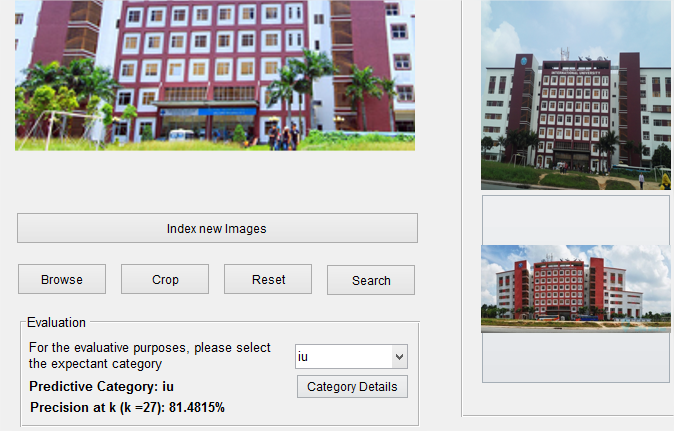 INTERNATIONAL UNIVERSITY
Index new Images
Browse
Crop
Reset
Search
Evaluation
For the evaluative purposes, please select
the expectant category
iu
Predictive Category: iu
Category Details
Precision at k (k =27): 81.4815%